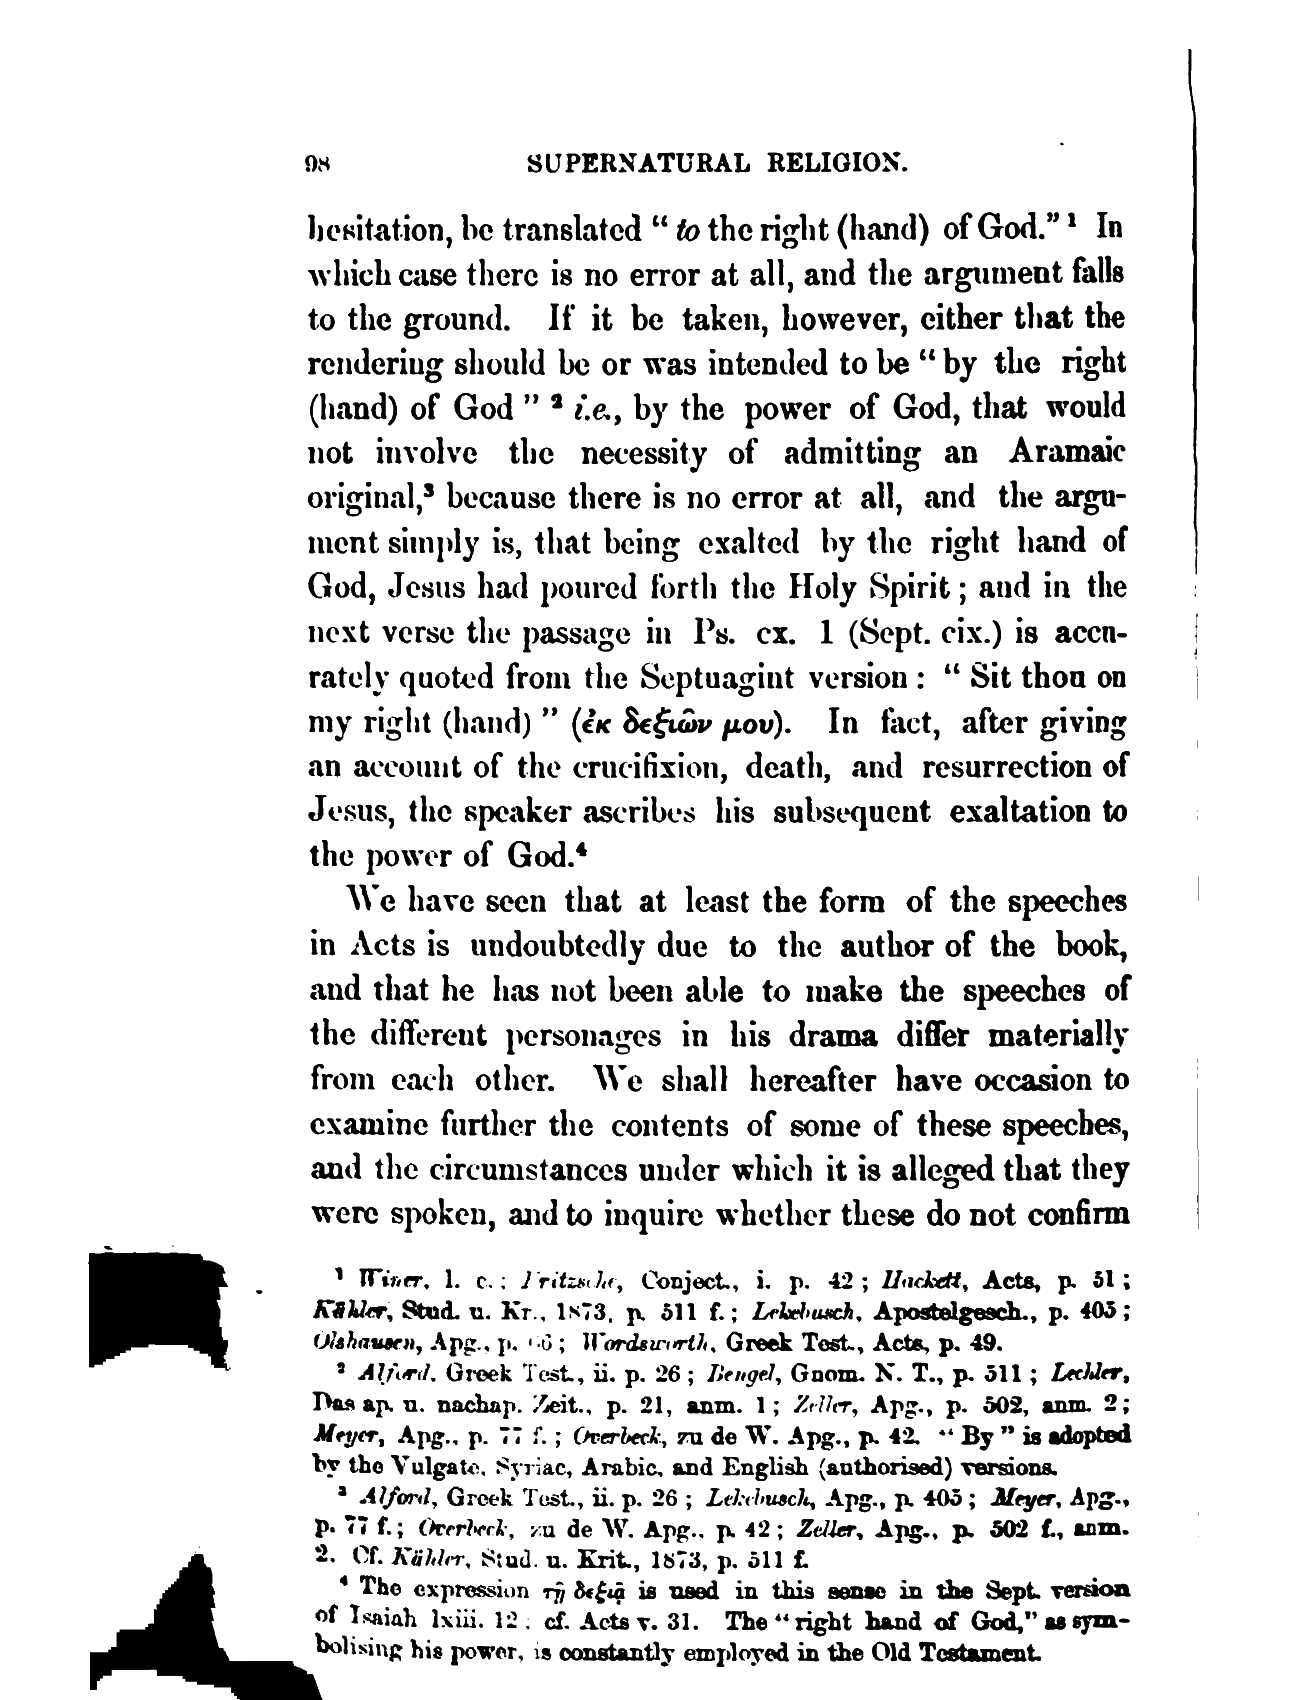 98 SUPERNATURAL RELIGION.
hesitation, be translated “ to the right (hand) of God.” ¹ In
which case there is no error at all, and the argument falls
to the ground. If it be taken, however, either that the
rendering should be or was intended to be “ by the right
(hand) of God ” ² i.e., by the power of God, that would
not involve the necessity of admitting an Aramaic
original,³ because there is no error at all, and the argu-
ment simply is, that being exalted by the right hand of
God, Jesus had poured forth the Holy Spirit ; and in the
next verse the passage in Ps. cx. 1 (Sept. cix.) is accu-
rately quoted from the Septuagint version : “ Sit thou on
my right (hand) ” (ἐκ δεξιῶν μου). In fact, after giving
an account of the crucifixion, death, and resurrection of
Jesus, the speaker ascribes his subsequent exaltation to
the power of God.⁴
We have seen that at least the form of the speeches
in Acts is undoubtedly due to the author of the book,
and that he has not been able to make the speeches of
the different personages in his drama differ materially
from each other. We shall hereafter have occasion to
examine further the contents of some of these speeches,
and the circumstances under which it is alleged that they
were spoken, and to inquire whether these do not confirm
¹ Winer, l. c. ; Fritzsche, Conject., i. p. 42 ; Hackett, Acts, p. 51 ;
Kähler, Stud. u. Kr., 1873, p. 511 f. ; Lekebusch, Apostelgesch., p. 405 ;
Olshausen, Apg., p. ; Wordsworth, Greek Test., Acts, p. 49.
² Alford, Greek Test., ii. p. 26 ; Bengel, Gnom. N. T., p. 511 ; Lechler,
Das ap. u. nachap. Zeit., p. 21, anm. 1 ; Zeller, Apg., p. 502, anm. 2 ;
Meyer, Apg., p. 77 f. ; Overbeck, zu de W. Apg., p. 42. “ By ” is adopted
by the Vulgate, Syriac, Arabic, and English (authorised) versions.
³ Alford, Greek Test., ii. p. 26 ; Lekebusch, Apg., p. 405 ; Meyer, Apg.,
p. 77 f. ; Overbeck, zu de W. Apg., p. 42 ; Zeller, Apg., p. 502 f., anm.
2. Cf. Kähler, Stud. u. Krit., 1873, p. 511 f.
⁴ The expression τῇ δεξιᾷ is used in this sense in the Sept. version
of Isaiah lxiii. 12 ; cf. Acts v. 31. The “ right hand of God,” as sym-
bolising his power, is constantly employed in the Old Testament.